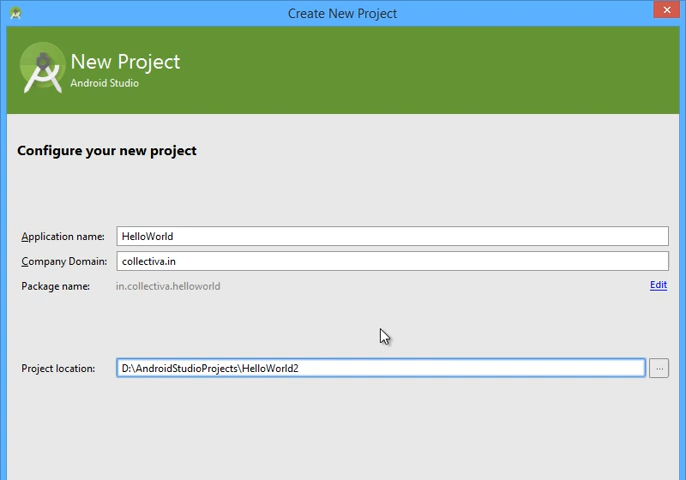 Create New Project
New Project
Android Studio
Configure your new project
Application name: HelloWorld
Company Domain: collectiva.in
Package name: in.collectiva.helloworld Edit
Project location: D:\AndroidStudioProjects\HelloWorld2 ...